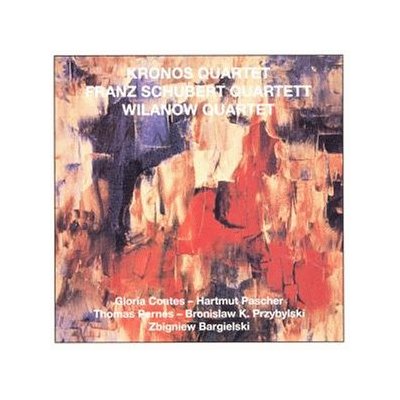 KRONOS QUARTET
FRANZ SCHUBERT QUARTETT
WILANOW QUARTET
Gloria Coates – Hartmut Pascher
Thomas Pernes – Bronislaw K. Przybylski
Zbigniew Bargielski